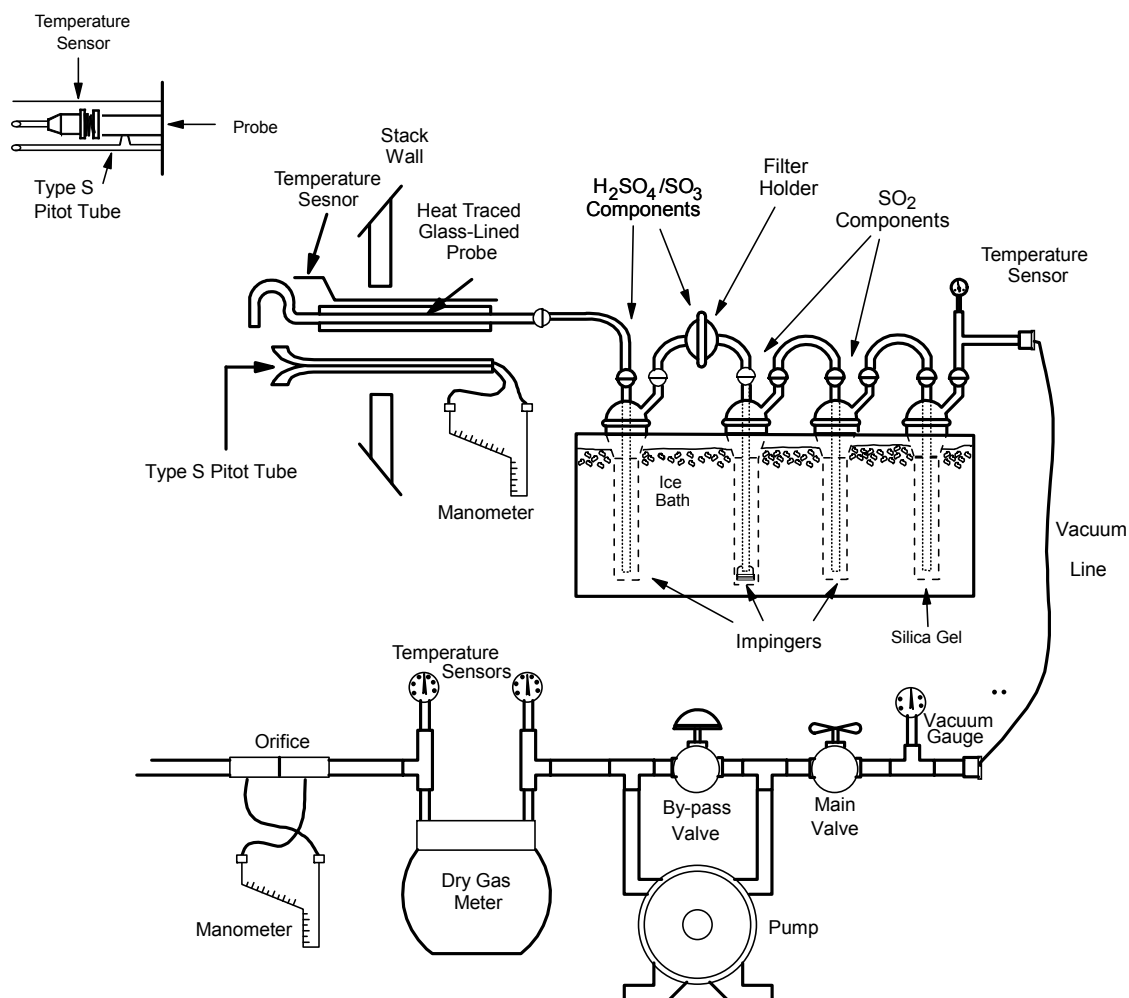 Temperature
Sensor
Probe
Type S
Pitot Tube
Stack
Wall
Temperature
Sesnor
Heat Traced
Glass-Lined
Probe
H₂SO₄/SO₃
Components
Filter
Holder
SO₂
Components
Temperature
Sensor
Type S Pitot Tube
Manometer
Ice
Bath
Vacuum
Line
Impingers
Silica Gel
Temperature
Sensors
Orifice
Vacuum
Gauge
By-pass
Valve
Main
Valve
Dry Gas
Meter
Manometer
Pump